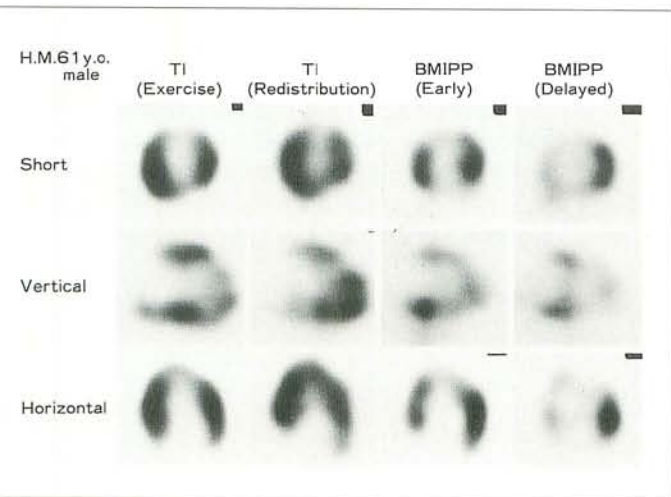 H.M.61y.o.
male
Tl
(Exercise)
Tl
(Redistribution)
BMIPP
(Early)
BMIPP
(Delayed)
Short
Vertical
Horizontal